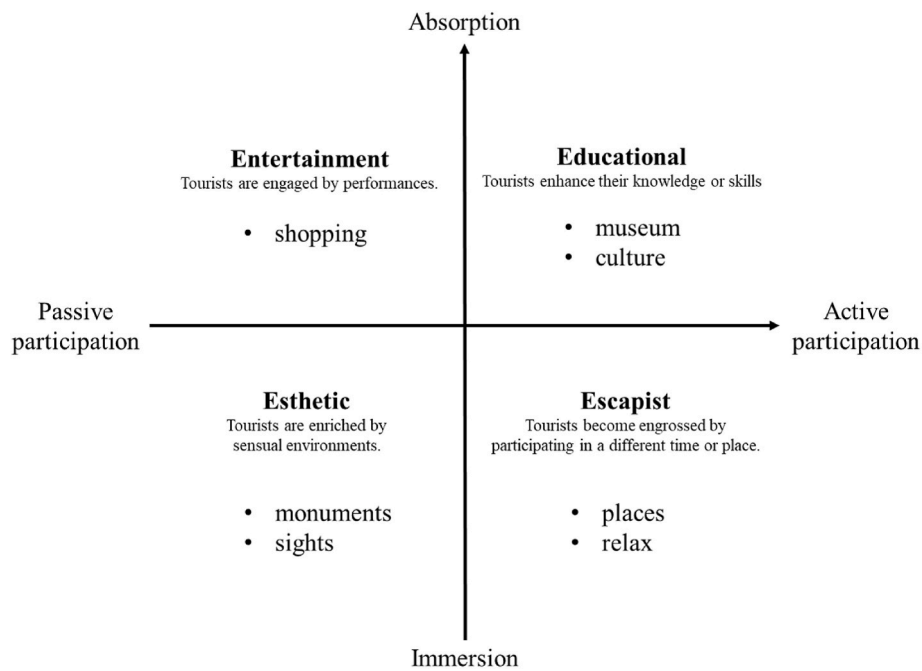 Absorption
Entertainment
Tourists are engaged by performances.
• shopping
Educational
Tourists enhance their knowledge or skills
• museum
• culture
Passive
participation
Active
participation
Esthetic
Tourists are enriched by
sensual environments.
• monuments
• sights
Escapist
Tourists become engrossed by
participating in a different time or place.
• places
• relax
Immersion